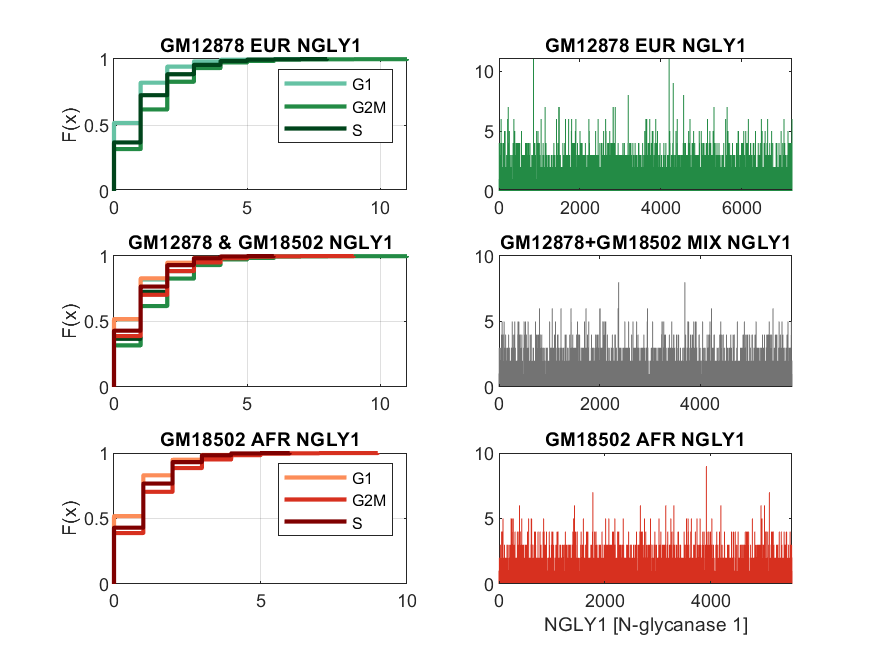 GM12878 EUR NGLY1
1
0.5
0
F(x)
0 5 10
G1
G2M
S
GM12878 EUR NGLY1
10
5
0
0 2000 4000 6000
GM12878 & GM18502 NGLY1
1
0.5
0
F(x)
0 5 10
GM12878+GM18502 MIX NGLY1
10
5
0
0 2000 4000
GM18502 AFR NGLY1
1
0.5
0
F(x)
0 5 10
G1
G2M
S
GM18502 AFR NGLY1
10
5
0
0 2000 4000
NGLY1 [N-glycanase 1]